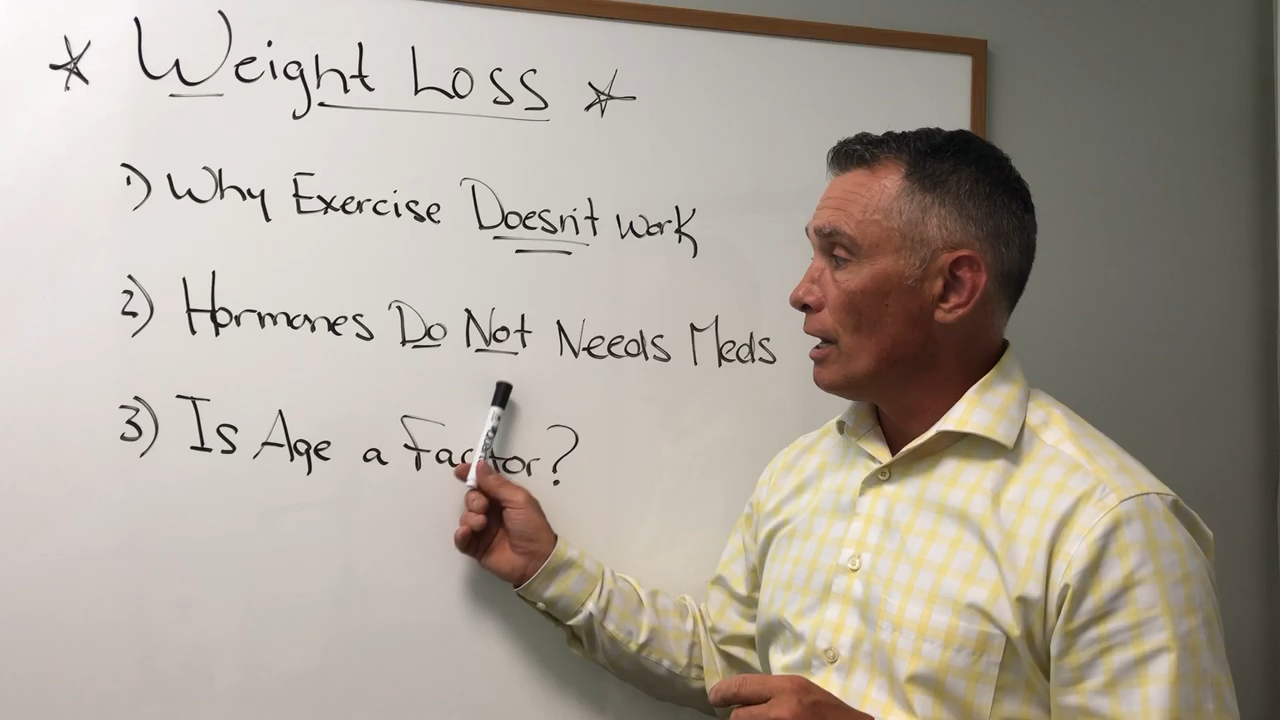 * Weight Loss *
1) Why Exercise Doesn't work
2) Hormones Do Not Needs Meds
3) Is Age a Factor?